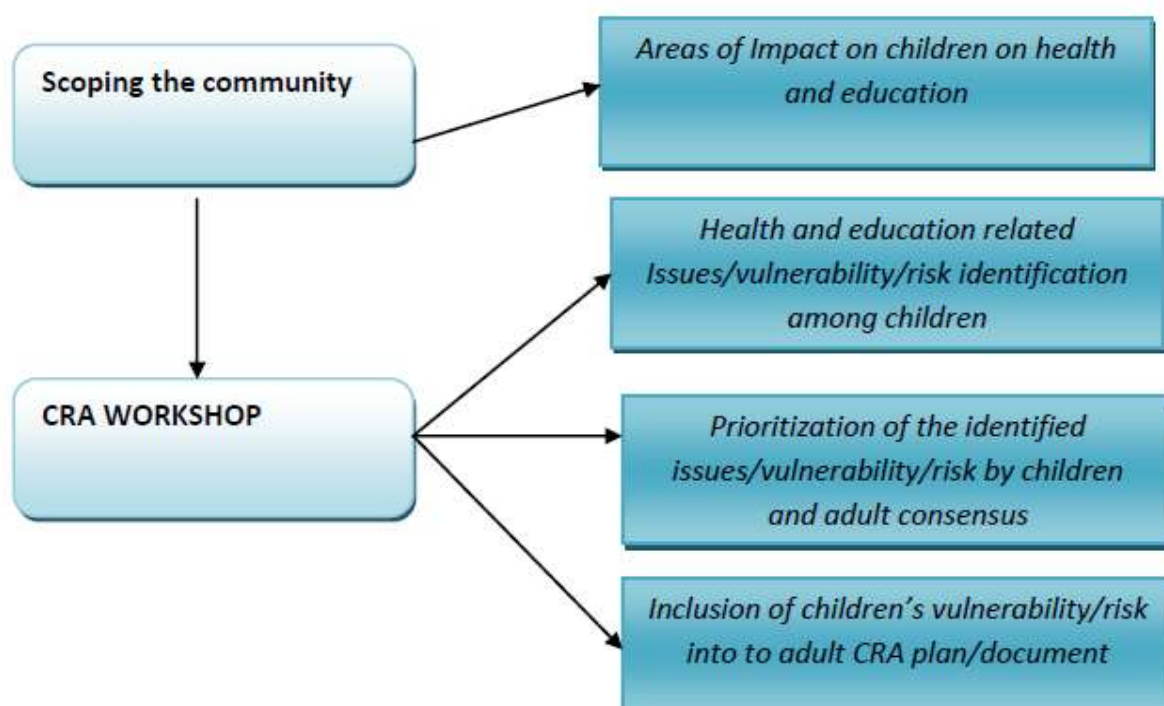 Scoping the community
Areas of Impact on children on health
and education
Health and education related
Issues/vulnerability/risk identification
among children
CRA WORKSHOP
Prioritization of the identified
issues/vulnerability/risk by children
and adult consensus
Inclusion of children’s vulnerability/risk
into to adult CRA plan/document